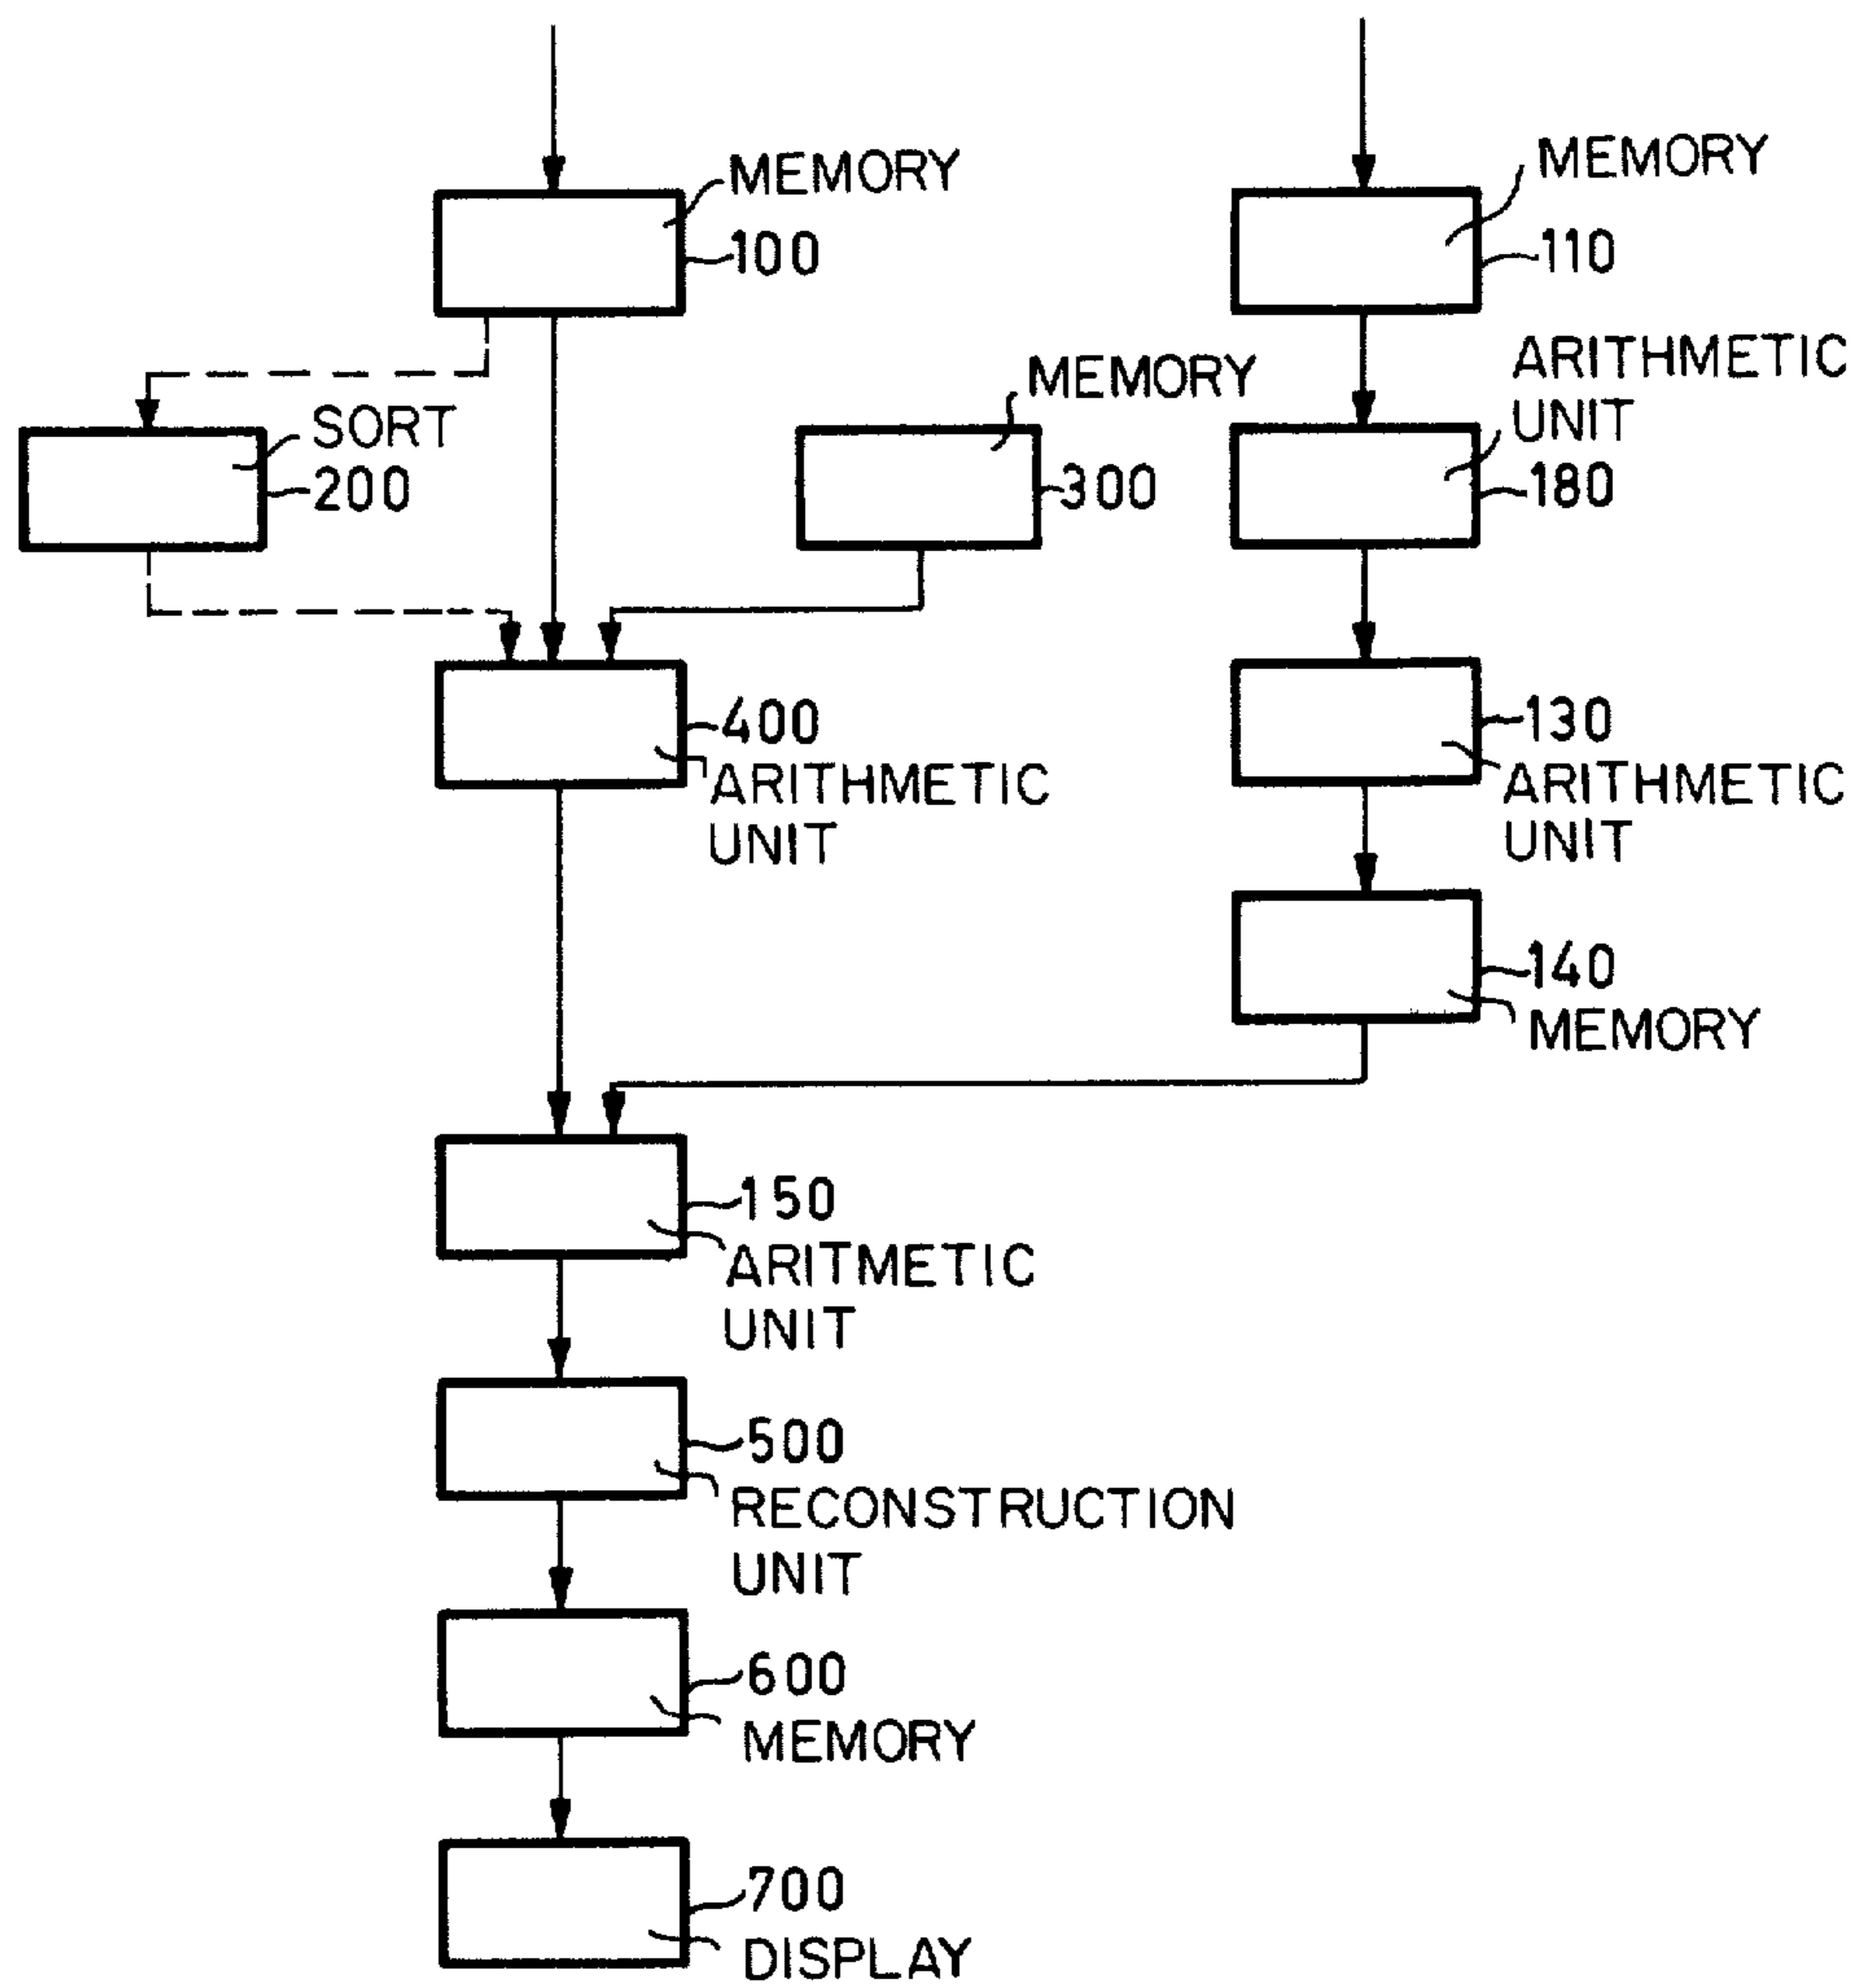 MEMORY
100
MEMORY
110
SORT
200
MEMORY
300
ARITHMETIC
UNIT
180
400
ARITHMETIC
UNIT
130
ARITHMETIC
UNIT
140
MEMORY
150
ARITMETIC
UNIT
500
RECONSTRUCTION
UNIT
600
MEMORY
700
DISPLAY